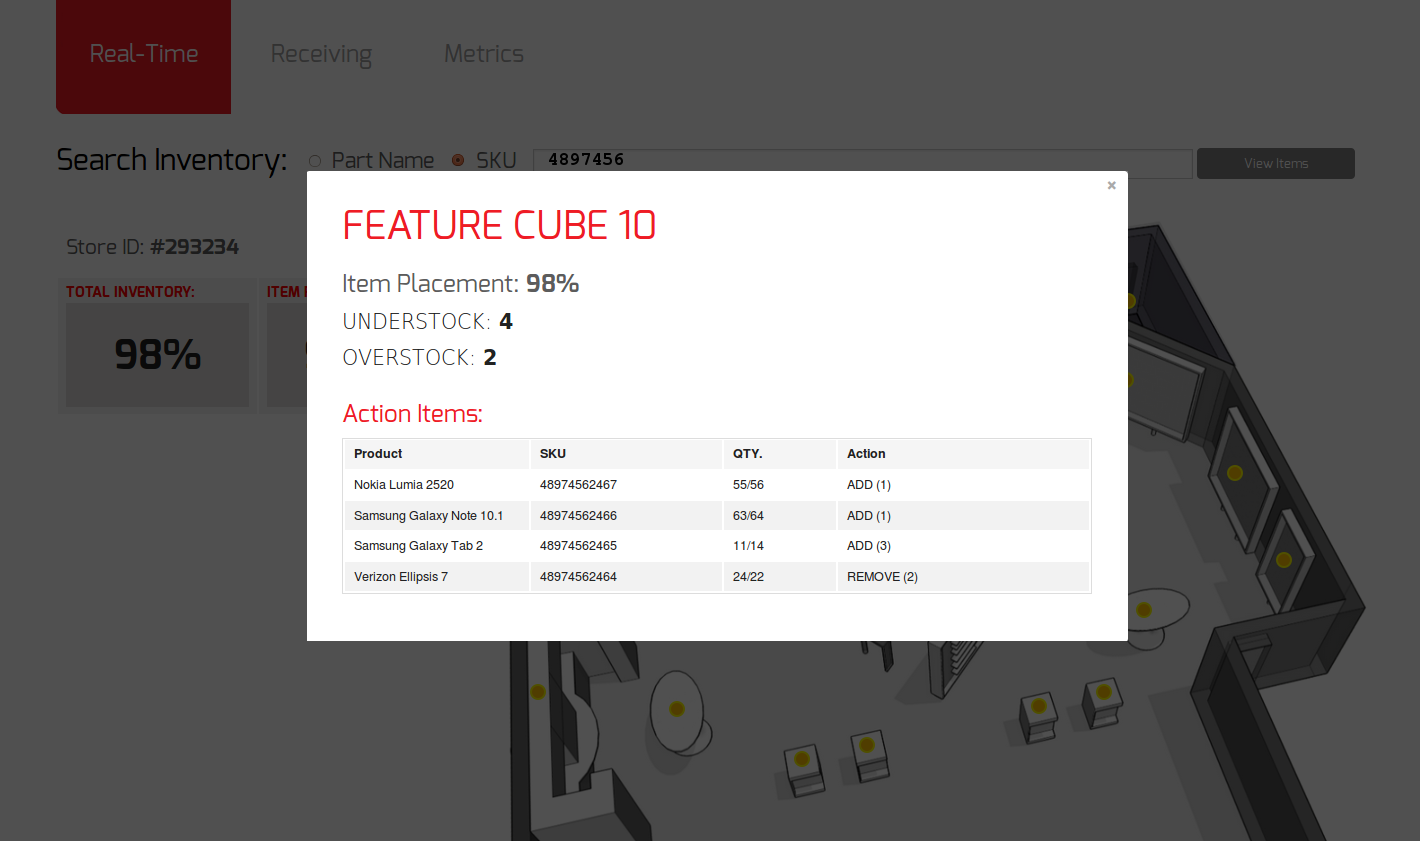 Real-Time Receiving Metrics
Search Inventory: Part Name SKU 4897456 View Items
×
FEATURE CUBE 10
Store ID: #293234
Item Placement: 98%
TOTAL INVENTORY: ITEM
UNDERSTOCK: 4
98%
OVERSTOCK: 2
Action Items:
Product SKU QTY. Action
Nokia Lumia 2520 48974562467 55/56 ADD (1)
Samsung Galaxy Note 10.1 48974562466 63/64 ADD (1)
Samsung Galaxy Tab 2 48974562465 11/14 ADD (3)
Verizon Ellipsis 7 48974562464 24/22 REMOVE (2)